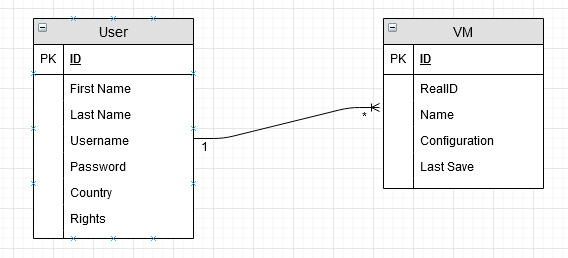 User
PK ID
First Name
Last Name
Username
Password
Country
Rights
1
*
VM
PK ID
RealID
Name
Configuration
Last Save